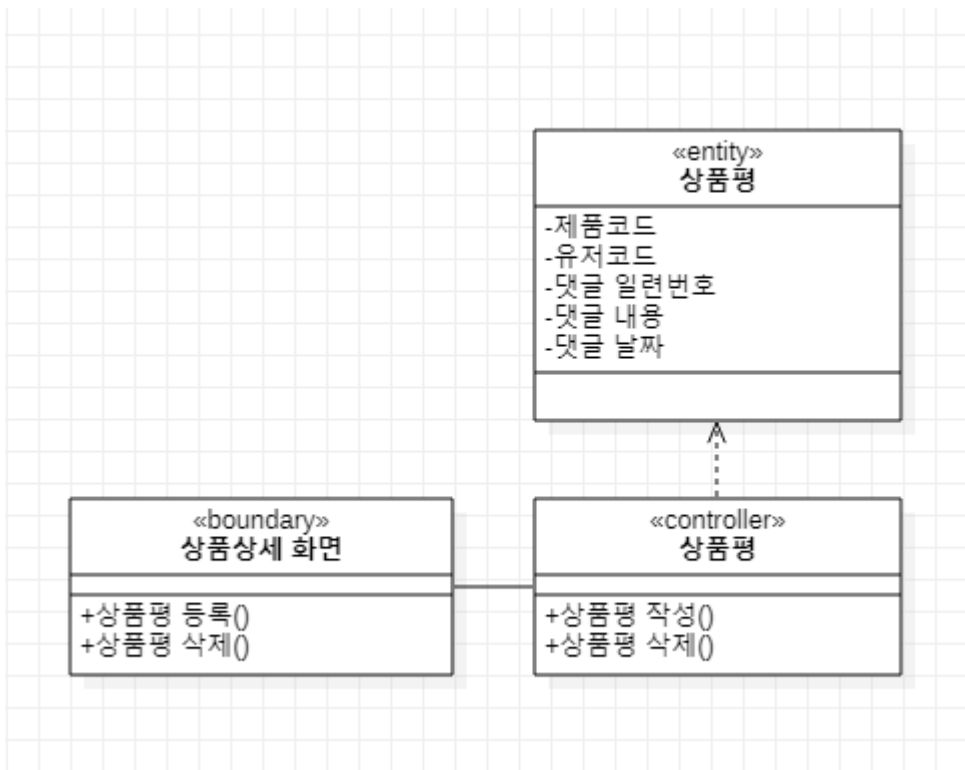 «entity»
상품평
-제품코드
-유저코드
-댓글 일련번호
-댓글 내용
-댓글 날짜
«boundary»
상품상세 화면
+상품평 등록()
+상품평 삭제()
«controller»
상품평
+상품평 작성()
+상품평 삭제()